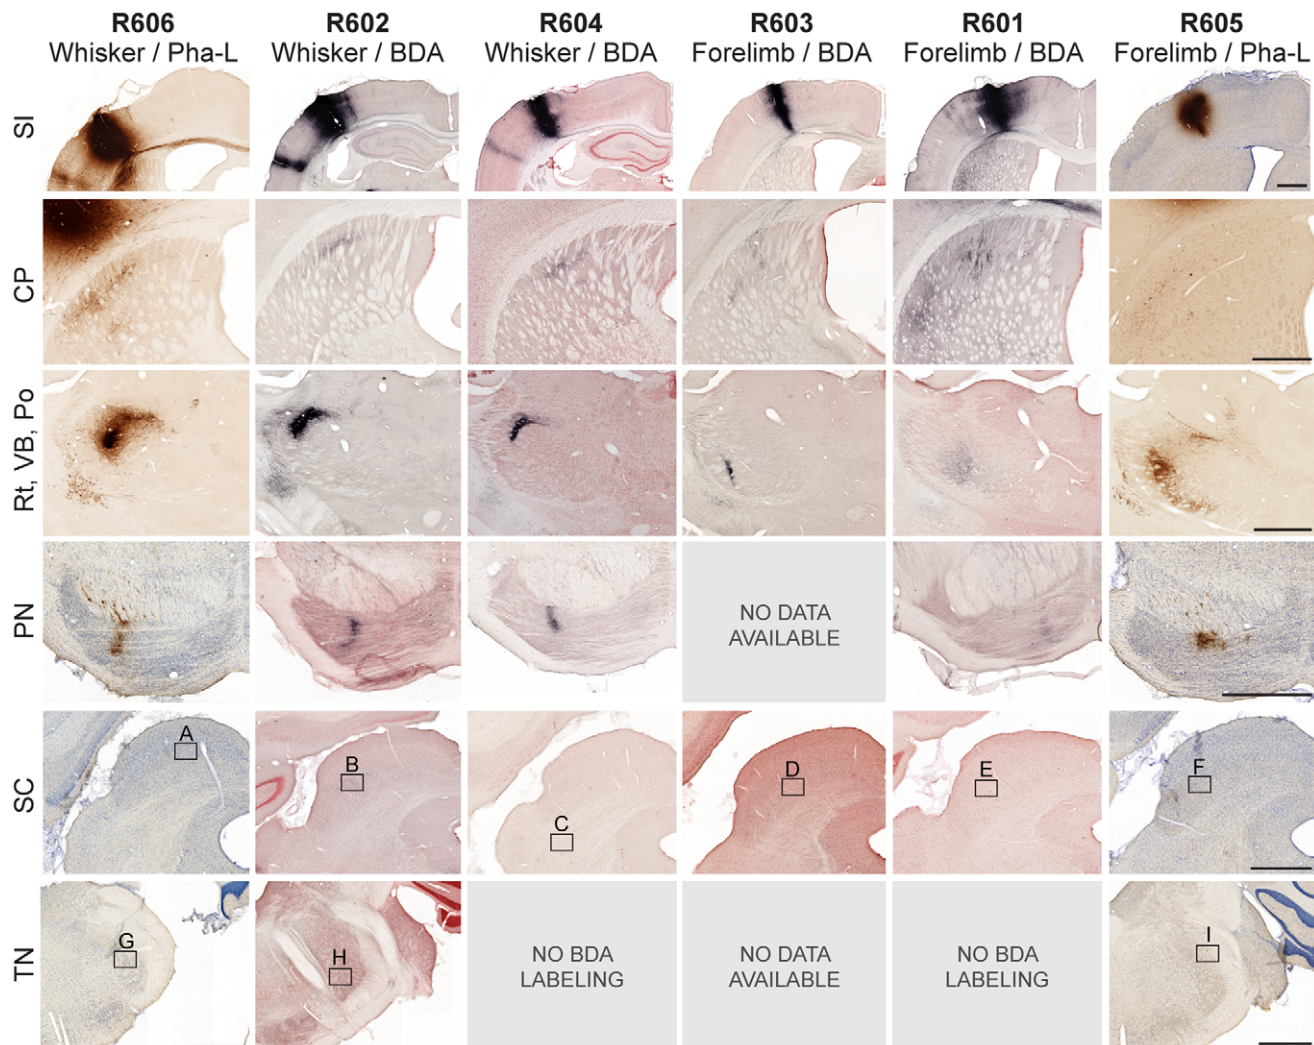 R606
Whisker / Pha-L
R602
Whisker / BDA
R604
Whisker / BDA
R603
Forelimb / BDA
R601
Forelimb / BDA
R605
Forelimb / Pha-L
SI
CP
Rt, VB, Po
PN
NO DATA
AVAILABLE
SC
A
B
C
D
E
F
TN
G
H
NO BDA
LABELING
NO DATA
AVAILABLE
NO BDA
LABELING
I